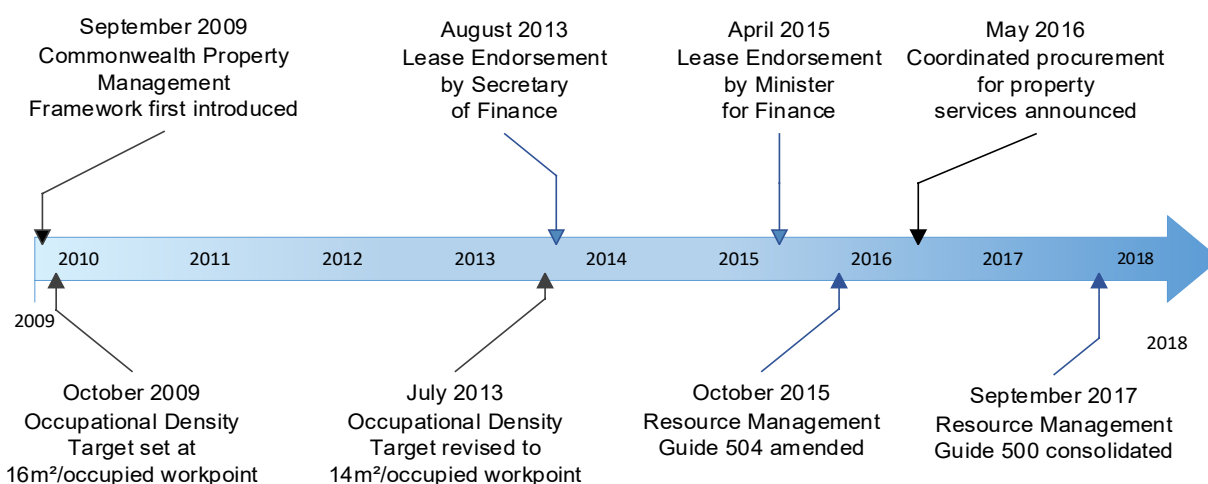 September 2009
Commonwealth Property
Management
Framework first introduced
August 2013
Lease Endorsement
by Secretary
of Finance
April 2015
Lease Endorsement
by Minister
for Finance
May 2016
Coordinated procurement
for property
services announced
2010
2011
2012
2013
2014
2015
2016
2017
2018
2009
2018
October 2009
Occupational Density
Target set at
16m²/occupied workpoint
July 2013
Occupational Density
Target revised to
14m²/occupied workpoint
October 2015
Resource Management
Guide 504 amended
September 2017
Resource Management
Guide 500 consolidated